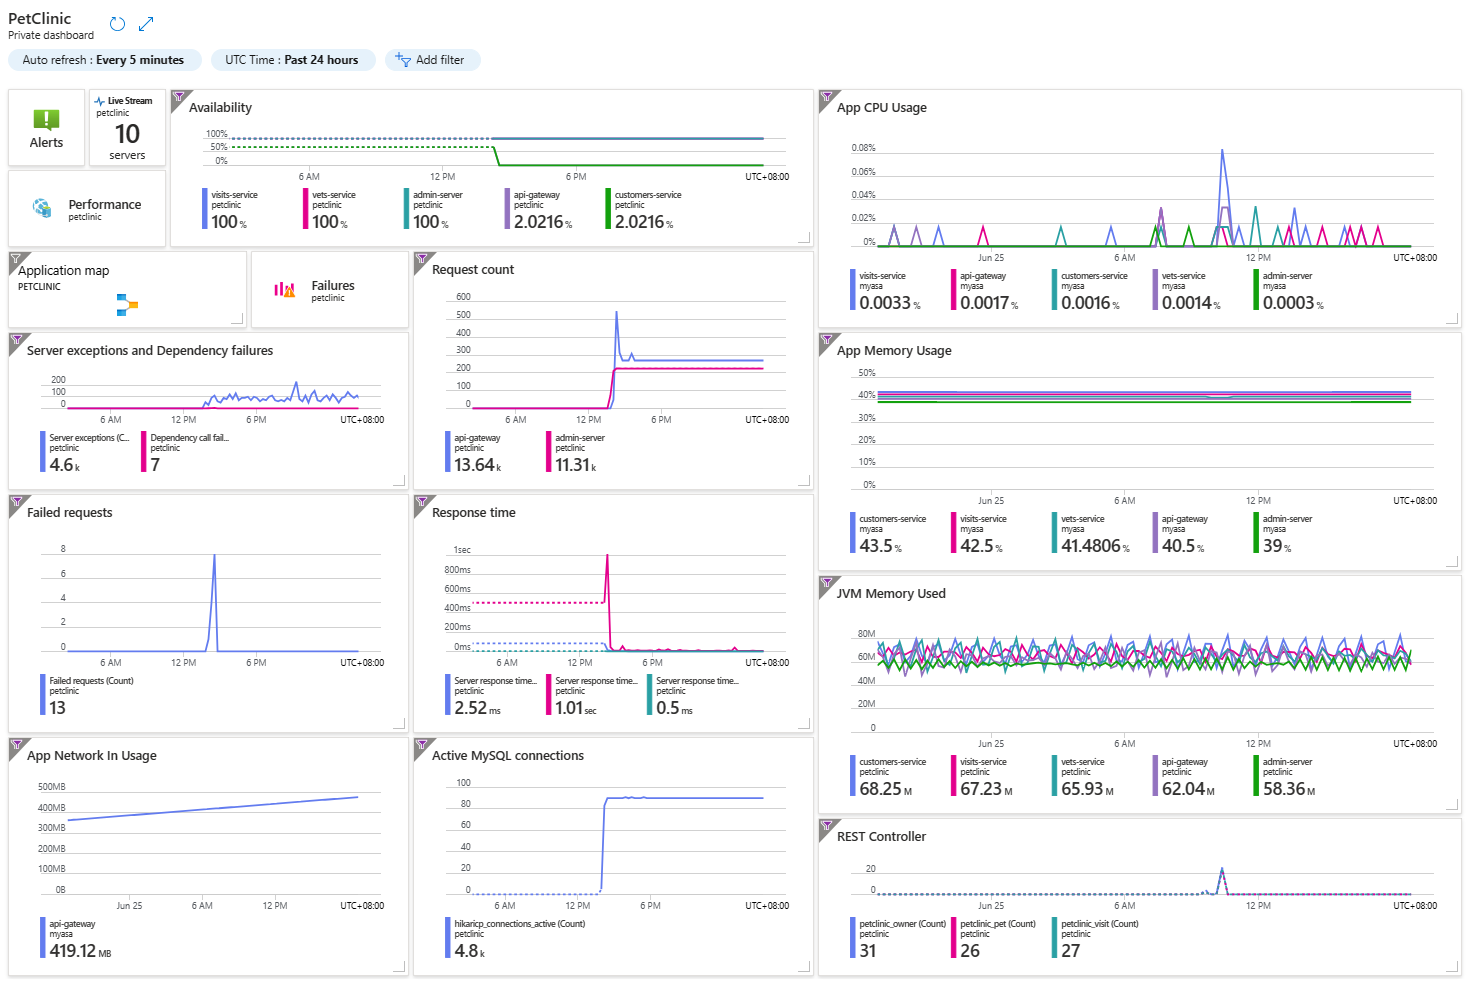 PetClinic
Private dashboard
Auto refresh : Every 5 minutes
UTC Time : Past 24 hours
Add filter
Alerts
Live Stream
petclinic
10
servers
Performance
petclinic
Availability
100%
50%
0%
6 AM 12 PM 6 PM UTC+08:00
visits-service vets-service admin-server api-gateway customers-service
petclinic petclinic petclinic petclinic petclinic
100 % 100 % 100 % 2.0216 % 2.0216 %
App CPU Usage
0.08%
0.06%
0.04%
0.02%
0%
Jun 25 6 AM 12 PM UTC+08:00
visits-service api-gateway customers-service vets-service admin-server
myasa myasa myasa myasa myasa
0.0033 % 0.0017 % 0.0016 % 0.0014 % 0.0003 %
Application map
PETCLINIC
Failures
petclinic
Request count
600
500
400
300
200
100
0
6 AM 12 PM 6 PM UTC+08:00
api-gateway admin-server
petclinic petclinic
13.64 k 11.31 k
Server exceptions and Dependency failures
200
100
0
6 AM 12 PM 6 PM UTC+08:00
Server exceptions (C... Dependency call fail...
petclinic petclinic
4.6 k 7
App Memory Usage
50%
40%
30%
20%
10%
0%
Jun 25 6 AM 12 PM UTC+08:00
customers-service visits-service vets-service api-gateway admin-server
myasa myasa myasa myasa myasa
43.5 % 42.5 % 41.4806 % 40.5 % 39 %
Failed requests
8
6
4
2
0
6 AM 12 PM 6 PM UTC+08:00
Failed requests (Count)
petclinic
13
Response time
1sec
800ms
600ms
400ms
200ms
0ms
6 AM 12 PM 6 PM UTC+08:00
Server response time... Server response time... Server response time...
petclinic petclinic petclinic
2.52 ms 1.01 sec 0.5 ms
JVM Memory Used
80M
60M
40M
20M
0
Jun 25 6 AM 12 PM UTC+08:00
customers-service visits-service vets-service api-gateway admin-server
petclinic petclinic petclinic petclinic petclinic
68.25 M 67.23 M 65.93 M 62.04 M 58.36 M
App Network In Usage
500MB
400MB
300MB
200MB
100MB
0B
Jun 25 6 AM 12 PM UTC+08:00
api-gateway
myasa
419.12 MB
Active MySQL connections
100
80
60
40
20
0
6 AM 12 PM 6 PM UTC+08:00
hikaricp_connections_active (Count)
petclinic
4.8 k
REST Controller
20
0
Jun 25 6 AM 12 PM UTC+08:00
petclinic_owner (Count) petclinic_pet (Count) petclinic_visit (Count)
petclinic petclinic petclinic
31 26 27